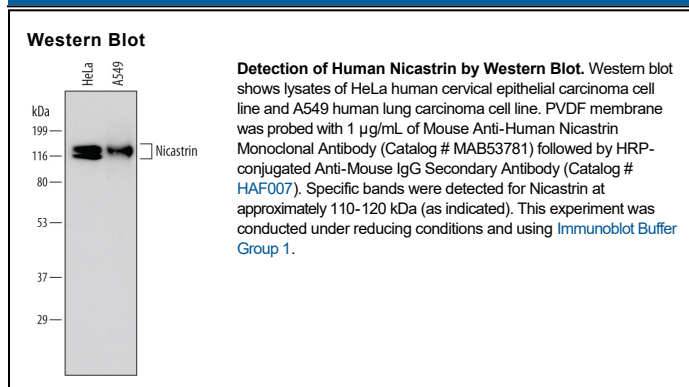 Western Blot
HeLa
A549
kDa
199
116
80
53
37
29
Nicastrin
Detection of Human Nicastrin by Western Blot. Western blot
shows lysates of HeLa human cervical epithelial carcinoma cell
line and A549 human lung carcinoma cell line. PVDF membrane
was probed with 1 µg/mL of Mouse Anti-Human Nicastrin
Monoclonal Antibody (Catalog # MAB53781) followed by HRP-
conjugated Anti-Mouse IgG Secondary Antibody (Catalog #
HAF007). Specific bands were detected for Nicastrin at
approximately 110-120 kDa (as indicated). This experiment was
conducted under reducing conditions and using Immunoblot Buffer
Group 1.